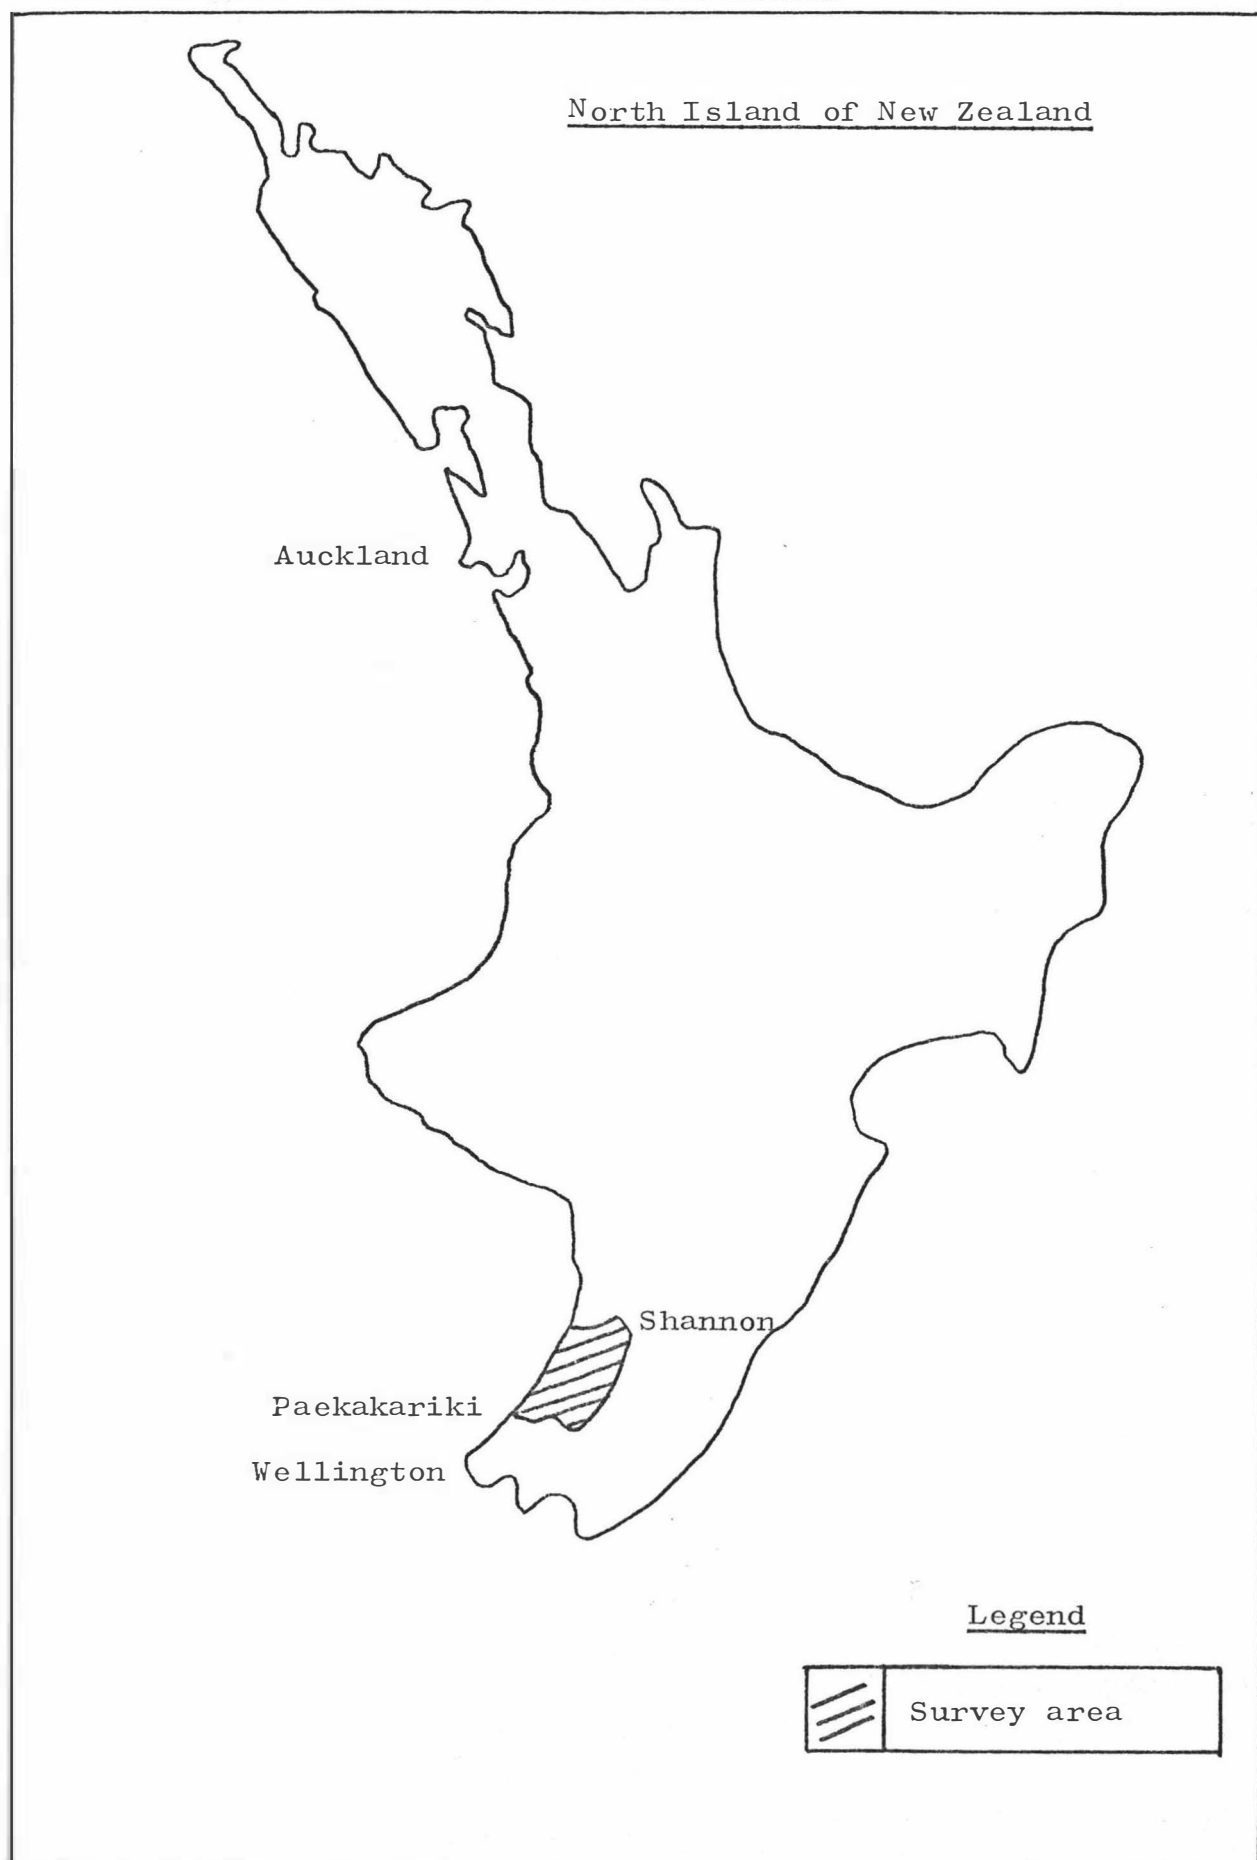 North Island of New Zealand
Auckland
Shannon
Paekakariki
Wellington
Legend
Survey area